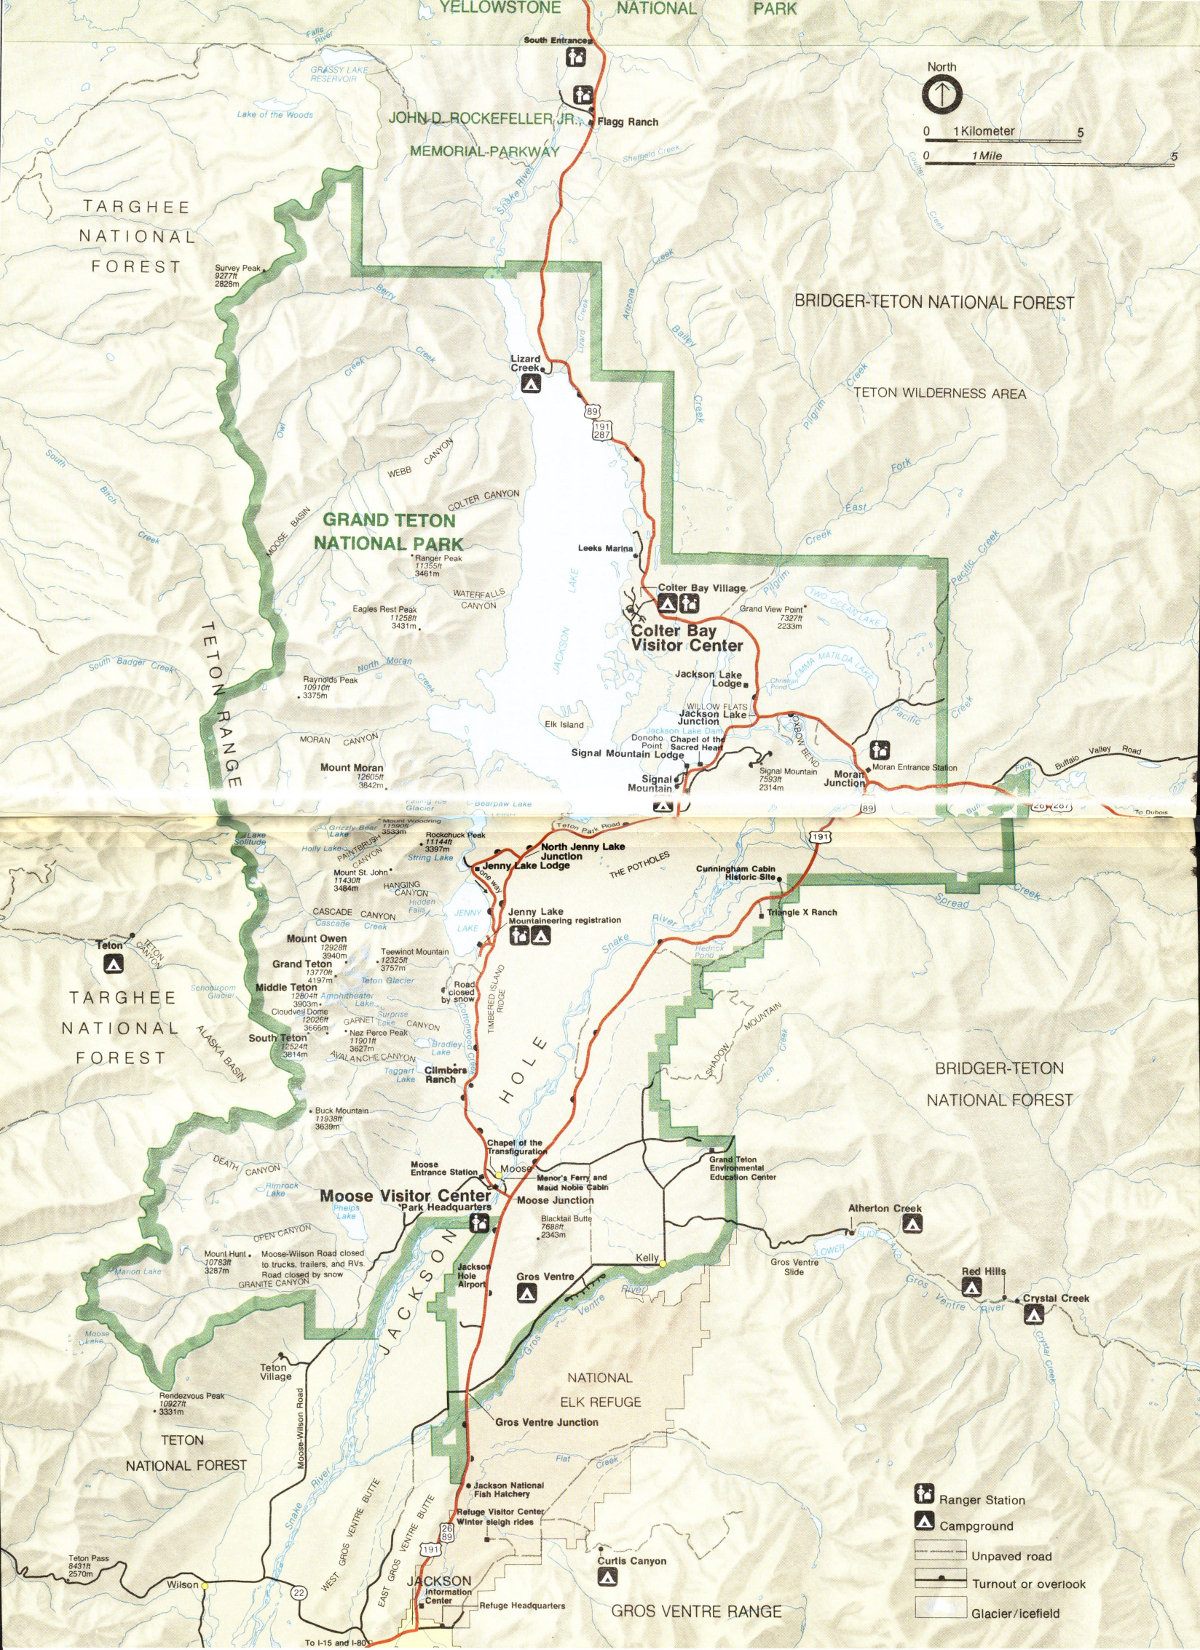 YELLOWSTONE NATIONAL PARK
South Entrance
Falls
River
GRASSY LAKE
RESERVOIR
Lake of the Woods
North
0 1 Kilometer 5
0 1 Mile 5
JOHN D. ROCKEFELLER JR.,
MEMORIAL PARKWAY
Flagg Ranch
Sheffield Creek
Snake River
Coulter
Creek
TARGHEE
NATIONAL
FOREST
Survey Peak
9277ft
2828m
Berry
Creek
Arizona
Creek
Lizard Creek
Bailey
Creek
BRIDGER-TETON NATIONAL FOREST
TETON WILDERNESS AREA
Pilgrim
Creek
Lizard
Creek
89
191
287
Owl
Creek
South
Bitch
Creek
WEBB CANYON
COLTER CANYON
MOOSE BASIN
GRAND TETON
NATIONAL PARK
Ranger Peak
11355ft
3461m
East
Fork
Pilgrim
Creek
Pacific Creek
Leeks Marina
Colter Bay Village
Colter Bay
Visitor Center
Grand View Point
7327ft
2233m
TWO OCEAN LAKE
WATERFALLS
CANYON
Eagles Rest Peak
11258ft
3431m
JACKSON LAKE
TETON RANGE
South Badger Creek
North Moran
Creek
Raynolds Peak
10910ft
3375m
Jackson Lake
Lodge
EMMA MATILDA LAKE
Christian
Pond
WILLOW FLATS
Jackson Lake
Junction
Pacific
Creek
Elk Island
Jackson Lake Dam
Donoho
Point
Chapel of the
Sacred Heart
OXBOW BEND
MORAN CANYON
Mount Moran
12605ft
3842m
Signal Mountain Lodge
Signal
Mountain
Signal Mountain
7593ft
2314m
Moran
Junction
Moran Entrance Station
Buffalo Valley Road
Fork
To Dubois
89
26 287
191
Falling Ice
Glacier
Bearpaw Lake
Mount Woodring
11590ft
3533m
Grizzly Bear
Lake
Lake
Solitude
Holly Lake
PAINTBRUSH
CANYON
Rockchuck Peak
11144ft
3397m
String Lake
Teton Park Road
North Jenny Lake
Junction
Jenny Lake Lodge
one way
THE POTHOLES
Cunningham Cabin
Historic Site
Spread
Creek
Triangle X Ranch
Mount St. John
11430ft
3484m
HANGING
CANYON
Hidden
Falls
JENNY
LAKE
Jenny Lake
Mountaineering registration
CASCADE CANYON
Cascade Creek
Snake
River
Hedrick
Pond
Teton
TETON
CANYON
Mount Owen
12928ft
3940m
Grand Teton
13770ft
4197m
Middle Teton
12804ft
3903m
Teewinot Mountain
12325ft
3757m
Teton Glacier
Schoolroom
Glacier
Amphitheater
Lake
Surprise
Lake
Cloudveil Dome
12026ft
3666m
GARNET CANYON
South Teton
12524ft
3814m
Nez Perce Peak
11901ft
3627m
AVALANCHE CANYON
Bradley
Lake
Taggart
Lake
Road
closed
by snow
Cottonwood Creek
TIMBERED ISLAND
RIDGE
TARGHEE
NATIONAL
FOREST
ALASKA BASIN
Climbers
Ranch
Buck Mountain
11938ft
3639m
SHADOW MOUNTAIN
Ditch
Creek
BRIDGER-TETON
NATIONAL FOREST
JACKSON HOLE
Chapel of the
Transfiguration
Moose
Moose
Entrance Station
Menor's Ferry and
Maud Noble Cabin
Moose Visitor Center
Park Headquarters
Moose Junction
Grand Teton
Environmental
Education Center
DEATH CANYON
Rimrock
Lake
Phelps
Lake
OPEN CANYON
Blacktail Butte
7688ft
2343m
Mount Hunt
10783ft
3287m
Moose-Wilson Road closed
to trucks, trailers, and RVs.
Road closed by snow
GRANITE CANYON
Marion Lake
Moose
Lake
Kelly
Jackson
Hole
Airport
Gros Ventre
Gros Ventre River
Gros Ventre
Slide
LOWER SLIDE LAKE
Atherton Creek
Red Hills
Crystal Creek
Gros Ventre River
Crystal Creek
Teton
Village
Rendezvous Peak
10927ft
3331m
TETON
NATIONAL FOREST
Moose-Wilson Road
NATIONAL
ELK REFUGE
Gros Ventre Junction
Flat Creek
Snake River
Jackson National
Fish Hatchery
Refuge Visitor Center
Winter sleigh rides
WEST GROS VENTRE BUTTE
EAST GROS VENTRE BUTTE
26
89
191
Teton Pass
8431ft
2570m
Wilson
22
JACKSON
Information
Center
Refuge Headquarters
To I-15 and I-80
Curtis Canyon
GROS VENTRE RANGE
Ranger Station
Campground
Unpaved road
Turnout or overlook
Glacier/icefield